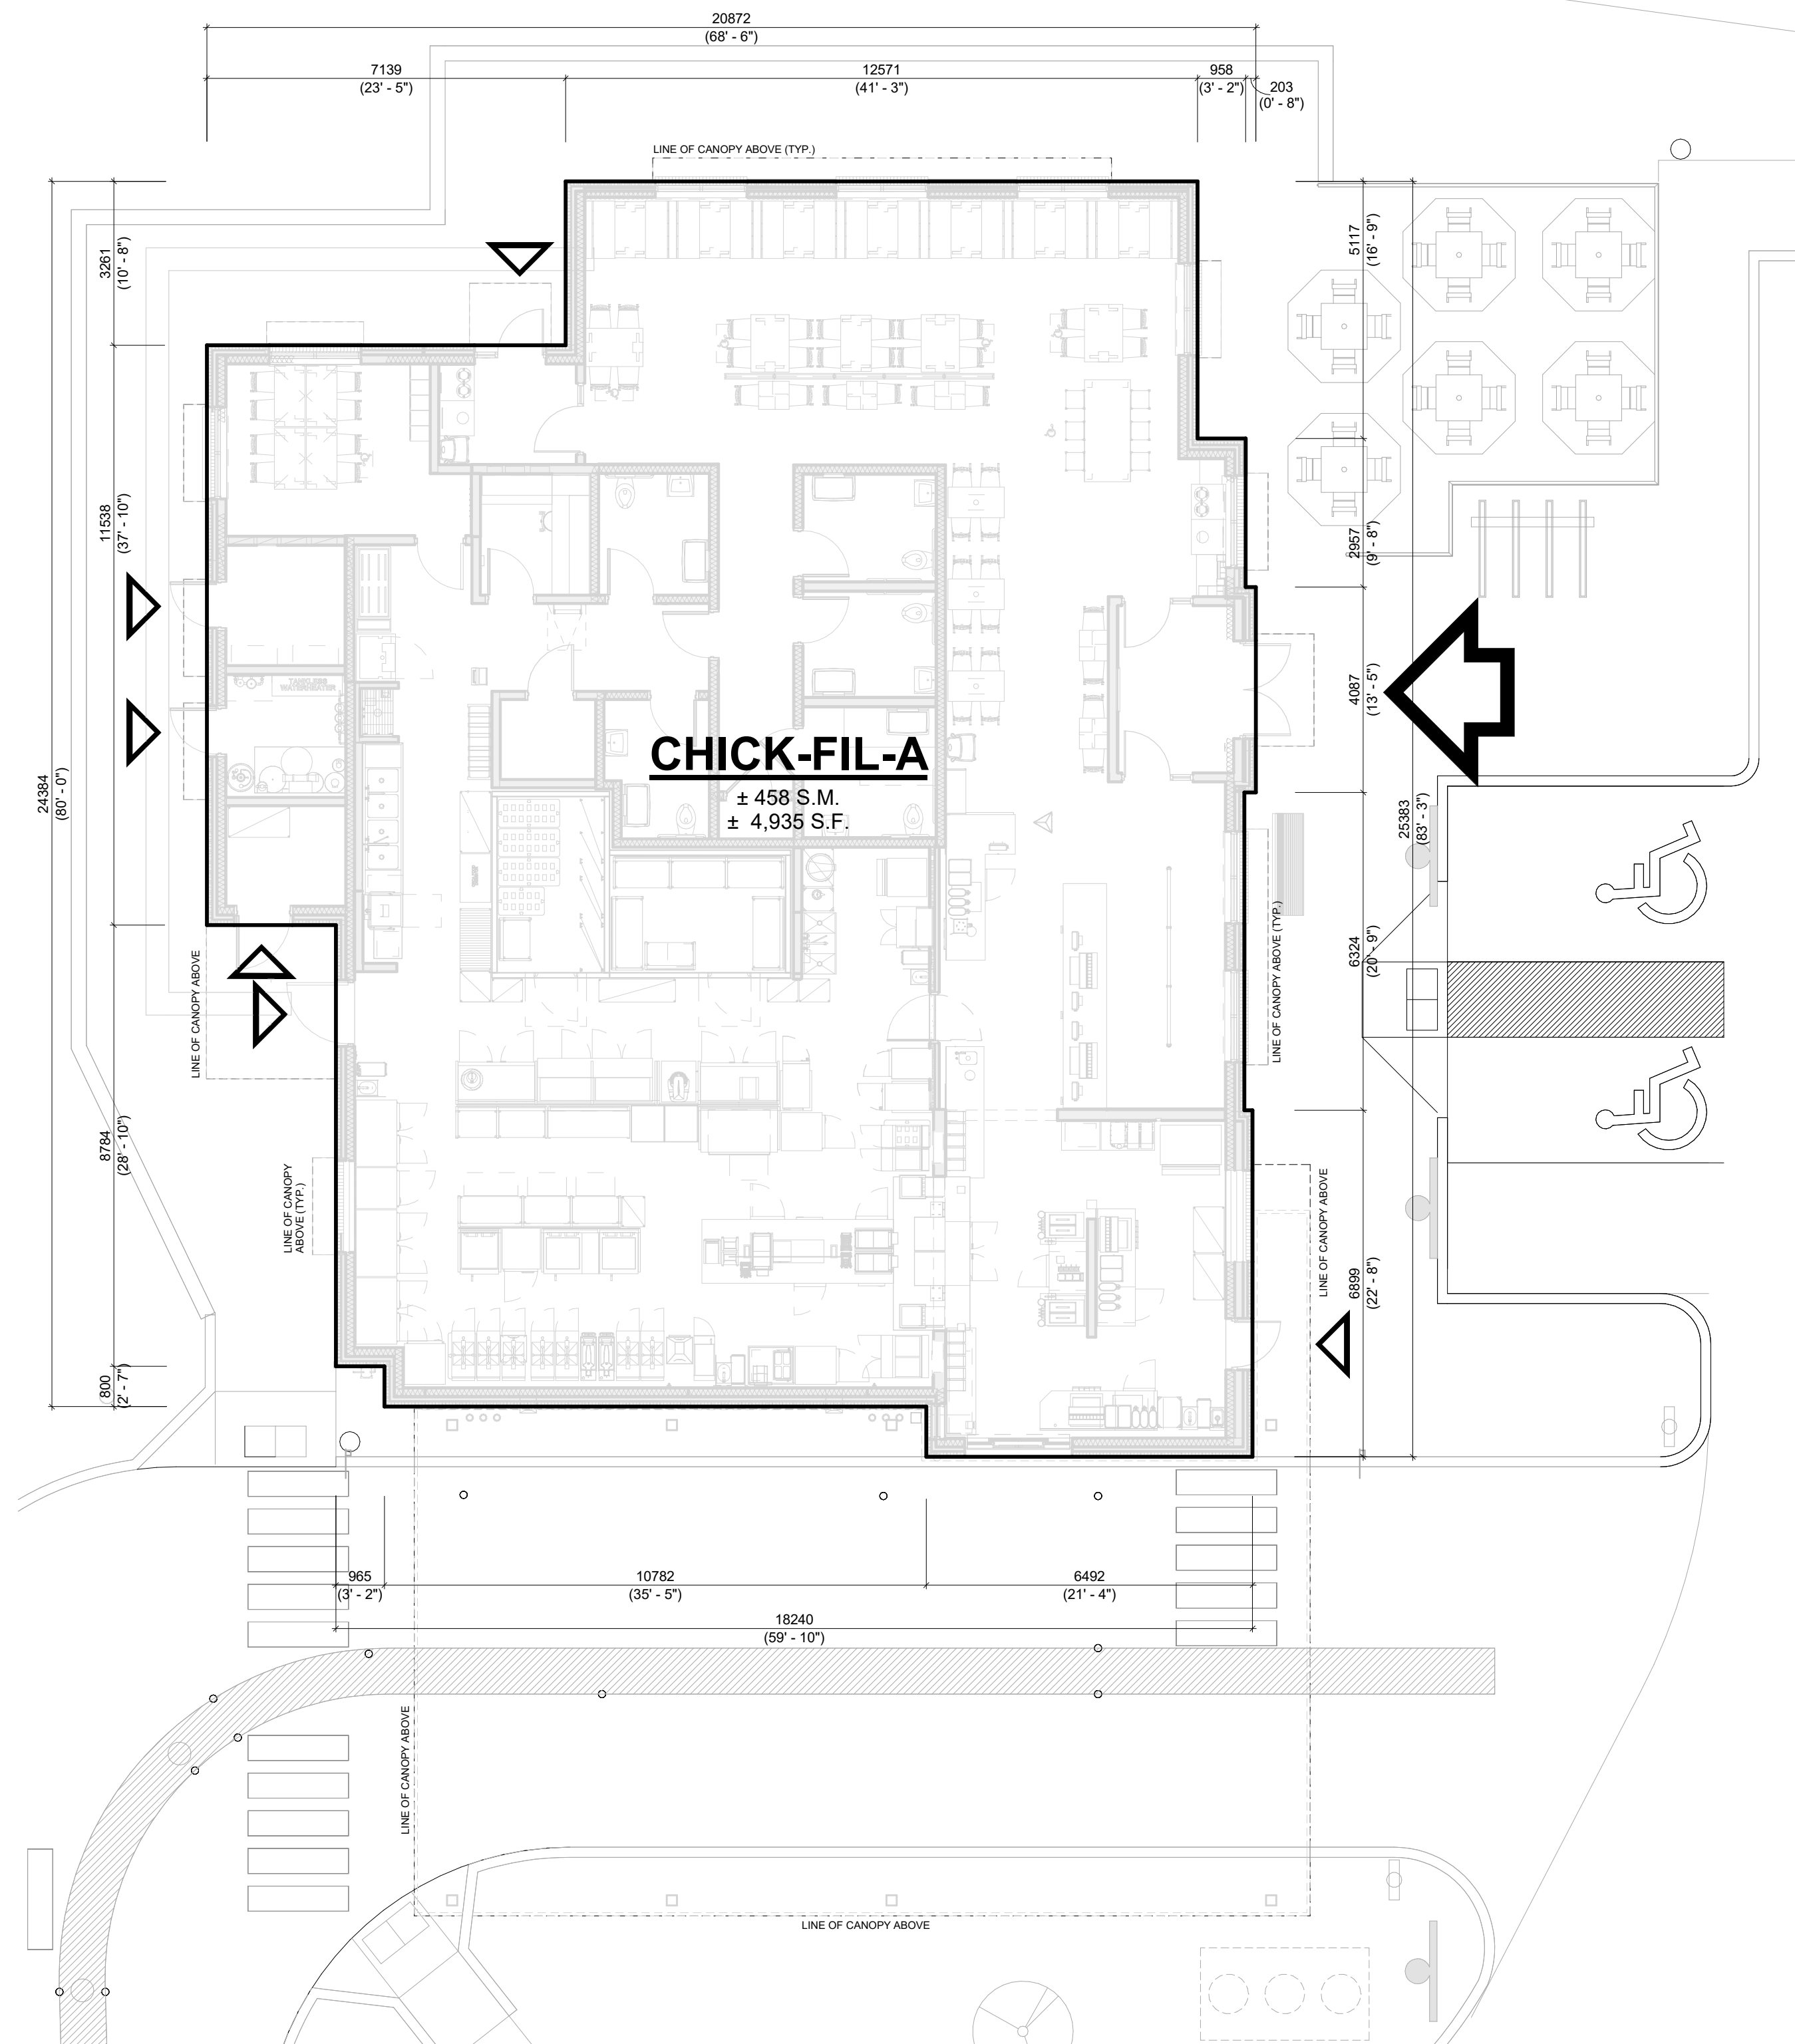 20872
(68' - 6")
7139
(23' - 5")
12571
(41' - 3")
958
(3' - 2")
203
(0' - 8")
LINE OF CANOPY ABOVE (TYP.)
3261
(10' - 8")
5117
(16' - 9")
11538
(37' - 10")
2957
(9' - 8")
TANKLESS
WATERHEATER
4087
(13' - 5")
CHICK-FIL-A
± 458 S.M.
± 4,935 S.F.
24384
(80' - 0")
25383
(83' - 3")
LINE OF CANOPY ABOVE
LINE OF CANOPY ABOVE (TYP.)
6324
(20' - 9")
8784
(28' - 10")
LINE OF CANOPY
ABOVE (TYP.)
LINE OF CANOPY ABOVE
6899
(22' - 8")
800
(2' - 7")
965
(3' - 2")
10782
(35' - 5")
6492
(21' - 4")
18240
(59' - 10")
LINE OF CANOPY ABOVE
LINE OF CANOPY ABOVE